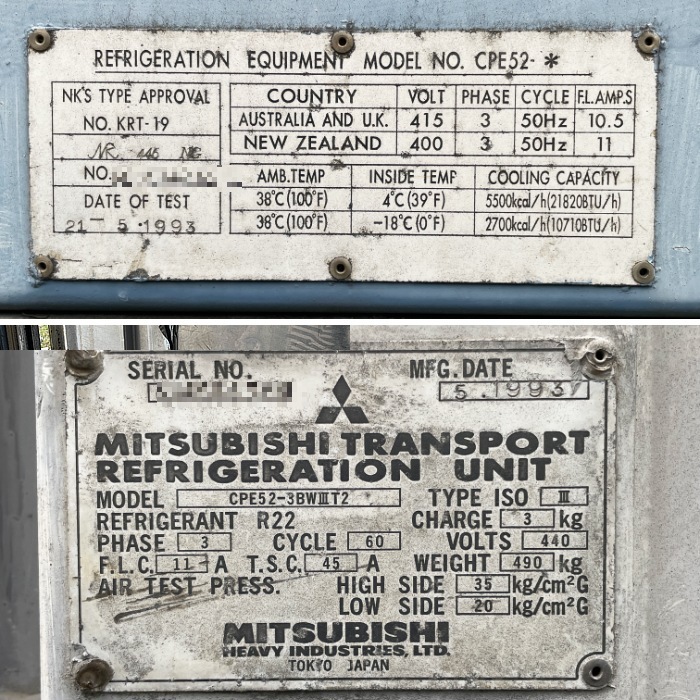 REFRIGERATION EQUIPMENT MODEL NO. CPE52-*
NK'S TYPE APPROVAL
NO. KRT-19
NO.
DATE OF TEST
21 5 1993
COUNTRY VOLT PHASE CYCLE F.L.AMP.S
AUSTRALIA AND U.K. 415 3 50Hz 10.5
NEW ZEALAND 400 3 50Hz 11
AMB.TEMP INSIDE TEMP COOLING CAPACITY
38°C(100°F) 4°C(39°F) 5500kcal/h(21820BTU/h)
38°C(100°F) -18°C(0°F) 2700kcal/h(10710BTU/h)
SERIAL NO. MFG.DATE
5.1993
MITSUBISHI TRANSPORT
REFRIGERATION UNIT
MODEL CPE52-3BWⅢT2 TYPE ISO Ⅲ
REFRIGERANT R22 CHARGE 3 kg
PHASE 3 CYCLE 60 VOLTS 440
F.L.C. 11 A T.S.C. 45 A WEIGHT 490 kg
AIR TEST PRESS. HIGH SIDE 35 kg/cm²G
LOW SIDE 20 kg/cm²G
MITSUBISHI
HEAVY INDUSTRIES, LTD.
TOKYO JAPAN